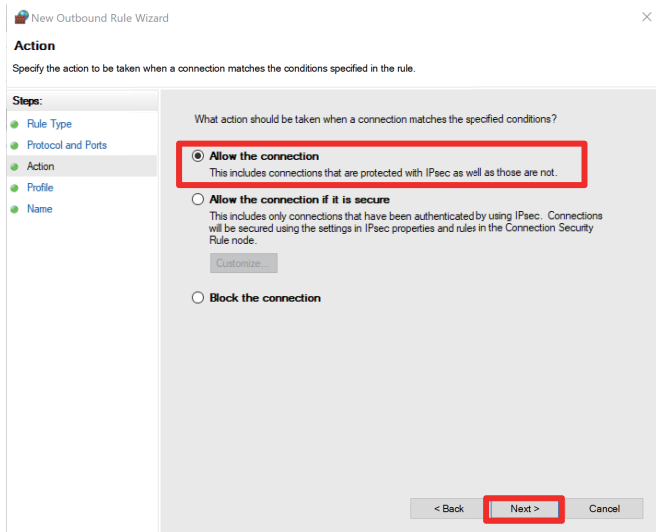 New Outbound Rule Wizard
Action
Specify the action to be taken when a connection matches the conditions specified in the rule.
Steps:
Rule Type
Protocol and Ports
Action
Profile
Name
What action should be taken when a connection matches the specified conditions?
Allow the connection
This includes connections that are protected with IPsec as well as those are not.
Allow the connection if it is secure
This includes only connections that have been authenticated by using IPsec. Connections
will be secured using the settings in IPsec properties and rules in the Connection Security
Rule node.
Customize...
Block the connection
< Back
Next >
Cancel